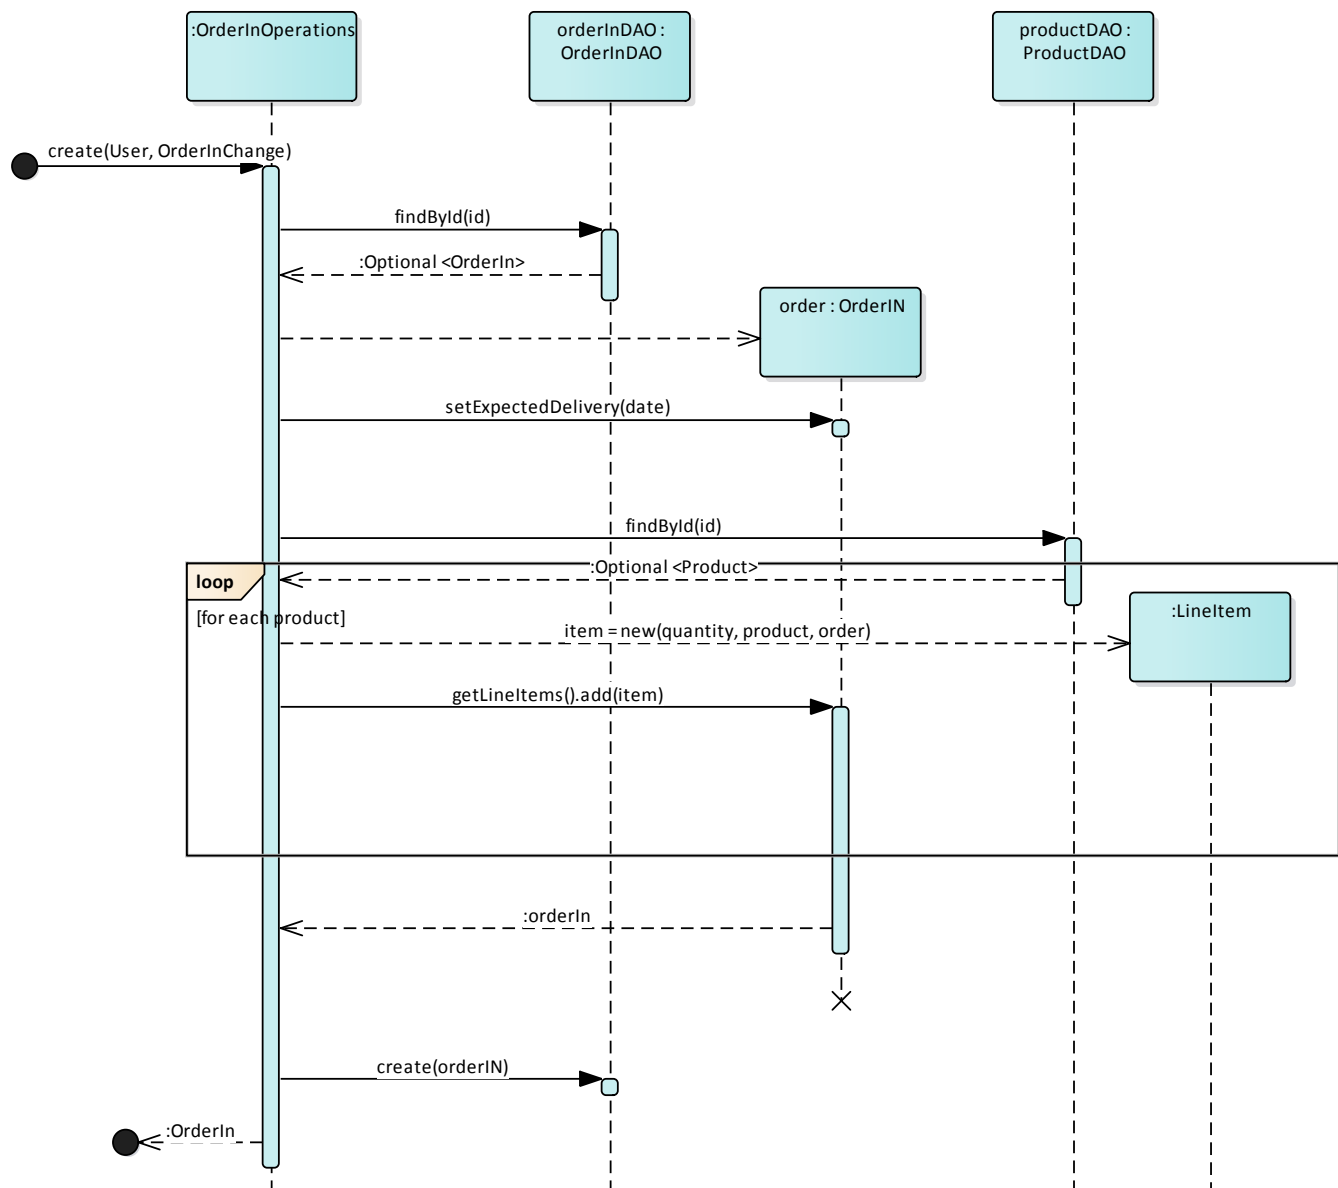 :OrderInOperations
orderInDAO :
OrderInDAO
productDAO :
ProductDAO
create(User, OrderInChange)
findById(id)
:Optional <OrderIn>
order : OrderIN
setExpectedDelivery(date)
findById(id)
:Optional <Product>
loop
[for each product]
:LineItem
item = new(quantity, product, order)
getLineItems().add(item)
:orderIn
create(orderIN)
:OrderIn